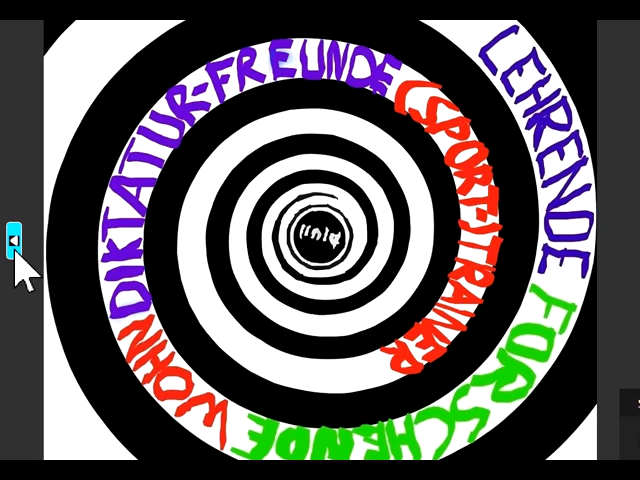 LEHRENDE
FORSCHENDE
WOHN
DIKTATUR-FREUNDE
(SPORT-)TRAINER